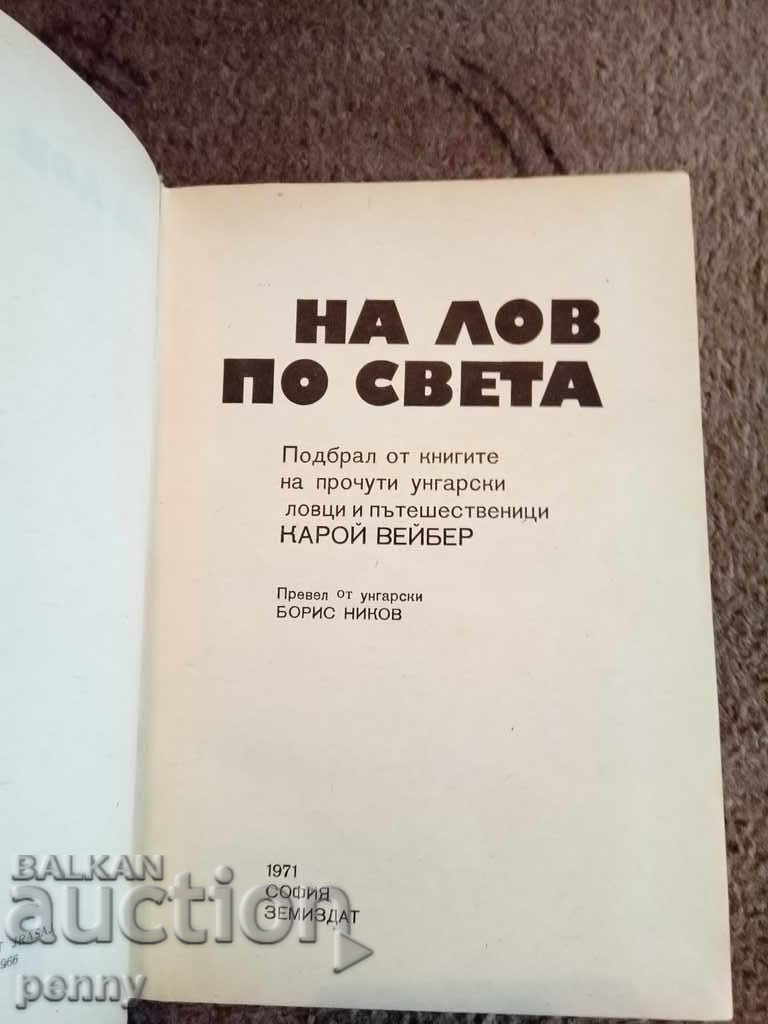 НА ЛОВ
ПО СВЕТА
Подбрал от книгите
на прочути унгарски
ловци и пътешественици
КАРОЙ ВЕЙБЕР
Превел от унгарски
БОРИС НИКОВ
1971
СОФИЯ
ЗЕМИЗДАТ
BALKAN
auction
penny